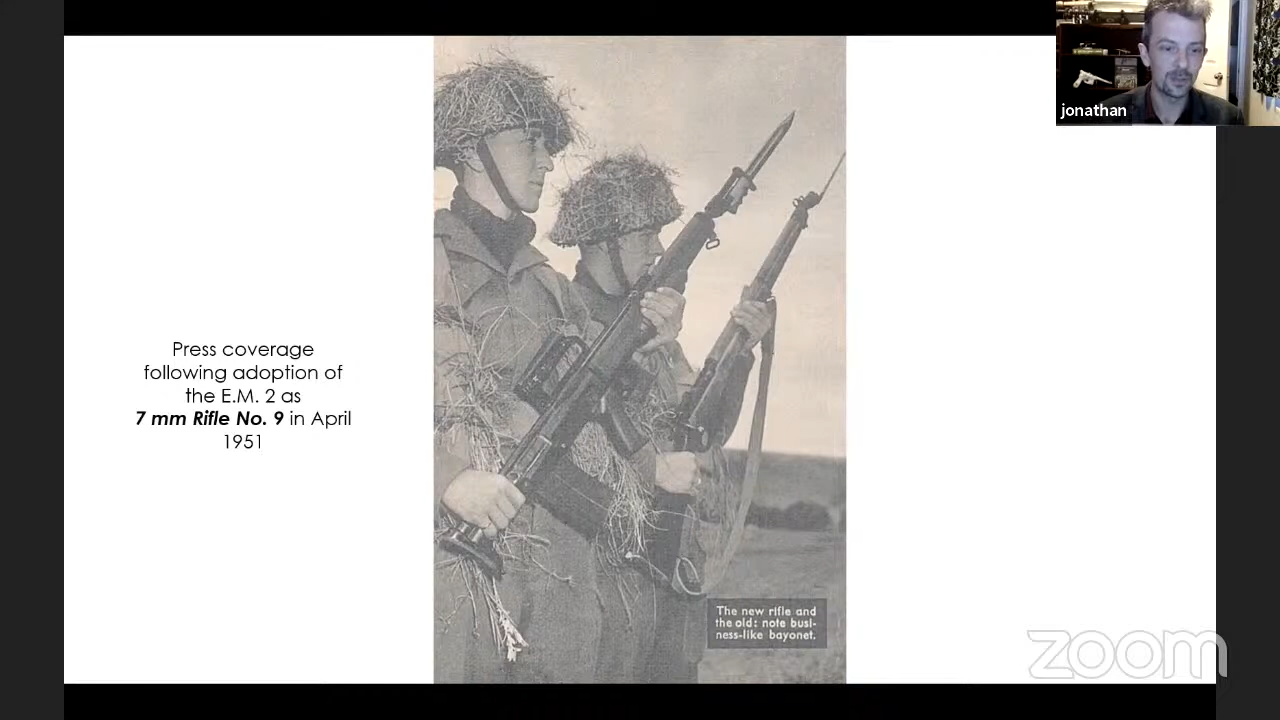 jonathan
Press coverage
following adoption of
the E.M. 2 as
7 mm Rifle No. 9 in April
1951
The new rifle and
the old: note busi-
ness-like bayonet.
zoom